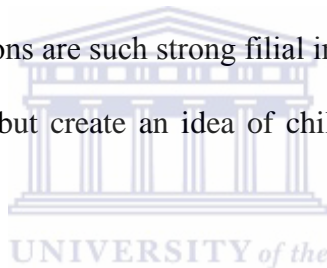 ons are such strong filial in
but create an idea of chil
UNIVERSITY of the